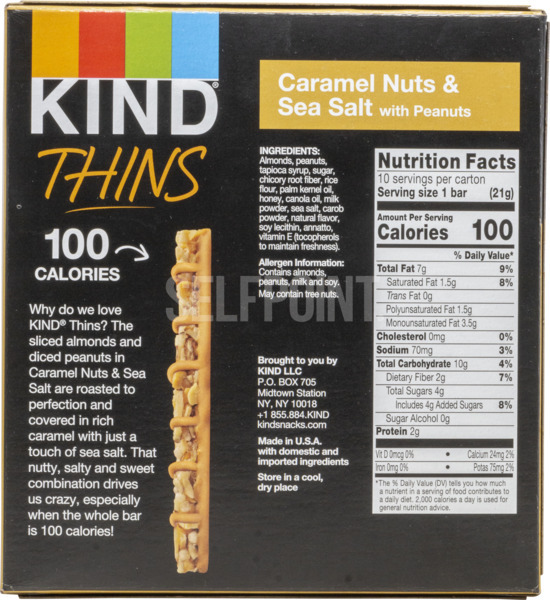 KIND®
THINS
100
CALORIES
Why do we love
KIND® Thins? The
sliced almonds and
diced peanuts in
Caramel Nuts & Sea
Salt are roasted to
perfection and
covered in rich
caramel with just a
touch of sea salt. That
nutty, salty and sweet
combination drives
us crazy, especially
when the whole bar
is 100 calories!
Caramel Nuts &
Sea Salt with Peanuts
INGREDIENTS:
Almonds, peanuts,
tapioca syrup, sugar,
chicory root fiber, rice
flour, palm kernel oil,
honey, canola oil, milk
powder, sea salt, carob
powder, natural flavor,
soy lecithin, annatto,
vitamin E (tocopherols
to maintain freshness).
Allergen Information:
Contains almonds,
peanuts, milk and soy.
May contain tree nuts.
SELFPOINT
Brought to you by
KIND LLC
P.O. BOX 705
Midtown Station
NY, NY 10018
+1 855.884.KIND
kindsnacks.com
Made in U.S.A.
with domestic and
imported ingredients
Store in a cool,
dry place
Nutrition Facts
10 servings per carton
Serving size 1 bar (21g)
Amount Per Serving
Calories 100
% Daily Value*
Total Fat 7g 9%
Saturated Fat 1.5g 8%
Trans Fat 0g
Polyunsaturated Fat 1.5g
Monounsaturated Fat 3.5g
Cholesterol 0mg 0%
Sodium 70mg 3%
Total Carbohydrate 10g 4%
Dietary Fiber 2g 7%
Total Sugars 4g
Includes 4g Added Sugars 8%
Sugar Alcohol 0g
Protein 2g
Vit D 0mcg 0% • Calcium 24mg 2%
Iron 0mg 0% • Potas 75mg 2%
*The % Daily Value (DV) tells you how much
a nutrient in a serving of food contributes to
a daily diet. 2,000 calories a day is used for
general nutrition advice.